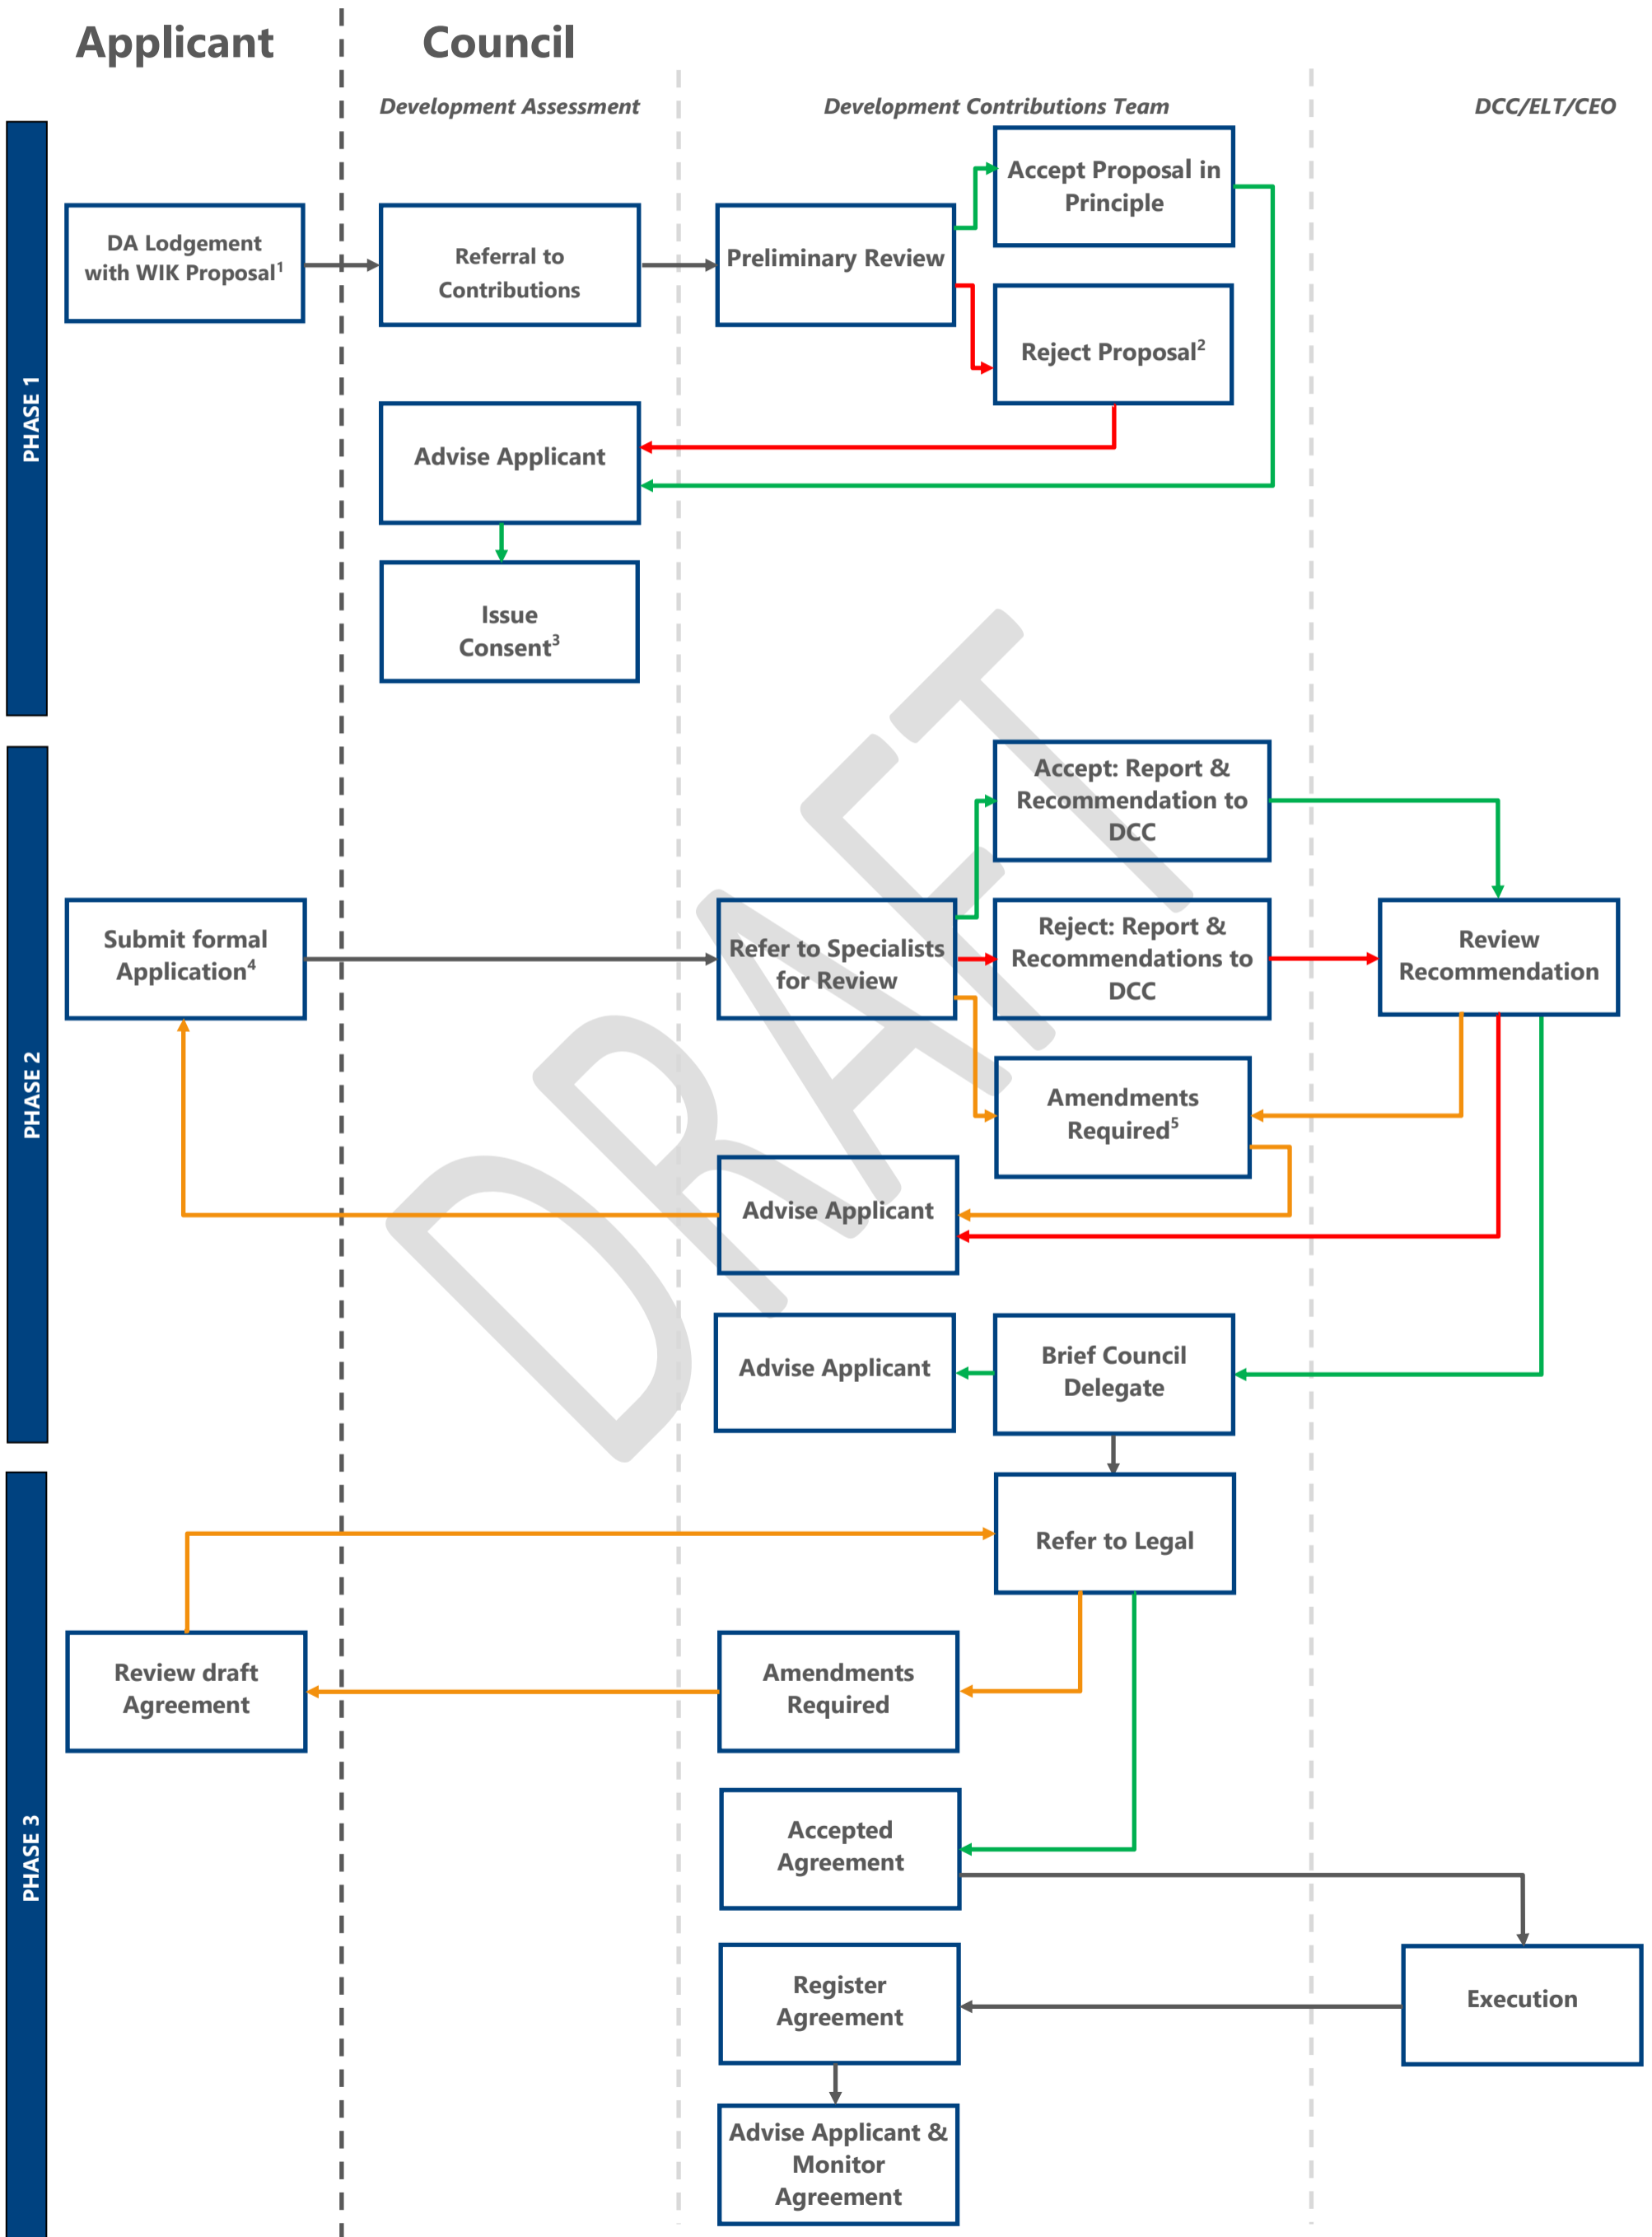 Applicant
Council
Development Assessment
Development Contributions Team
DCC/ELT/CEO
PHASE 1
Accept Proposal in
Principle
DA Lodgement
with WIK Proposal¹
Referral to
Contributions
Preliminary Review
Reject Proposal²
Advise Applicant
Issue
Consent³
DRAFT
PHASE 2
Accept: Report &
Recommendation to
DCC
Submit formal
Application⁴
Refer to Specialists
for Review
Reject: Report &
Recommendations to
DCC
Review
Recommendation
Amendments
Required⁵
Advise Applicant
Advise Applicant
Brief Council
Delegate
PHASE 3
Refer to Legal
Review draft
Agreement
Amendments
Required
Accepted
Agreement
Register
Agreement
Execution
Advise Applicant &
Monitor
Agreement